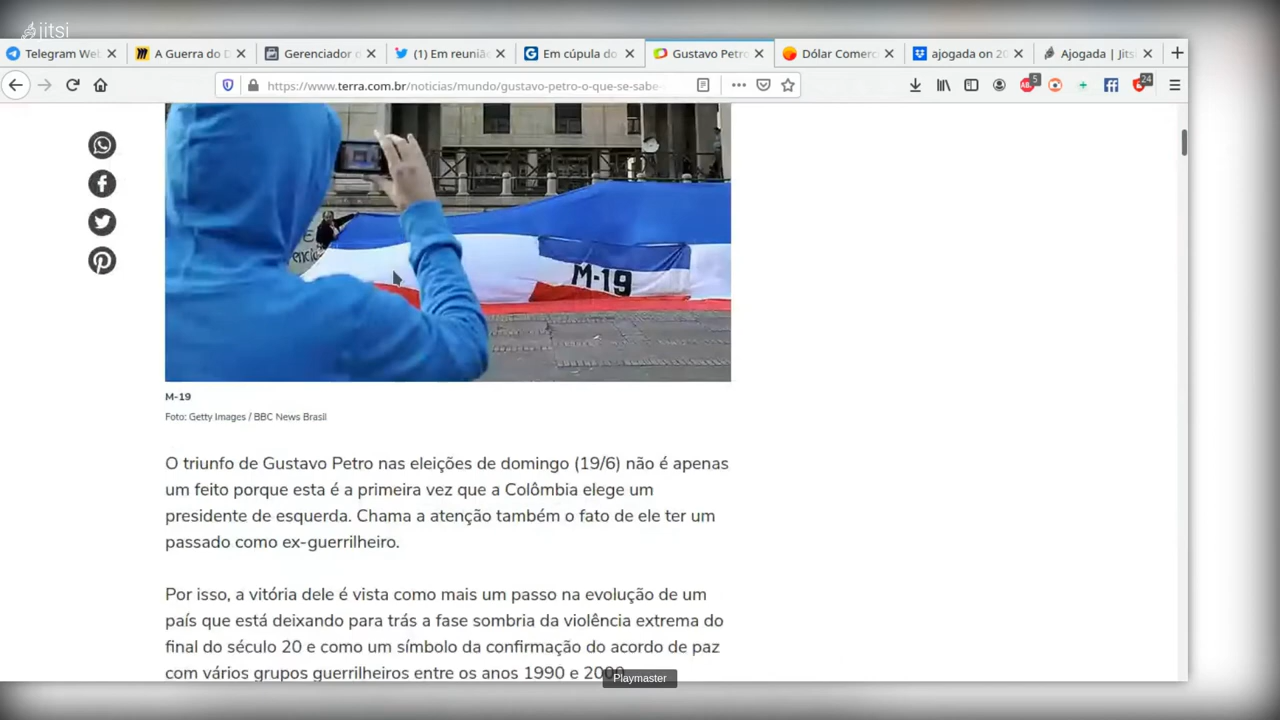 jitsi
Telegram Web
A Guerra do D
Gerenciador d
(1) Em reuniã
Em cúpula do
Gustavo Petro
Dólar Comerc
ajogada on 20
Ajogada | Jits
https://www.terra.com.br/noticias/mundo/gustavo-petro-o-que-se-sabe-
5
24
M-19
M-19
Foto: Getty Images / BBC News Brasil
O triunfo de Gustavo Petro nas eleições de domingo (19/6) não é apenas
um feito porque esta é a primeira vez que a Colômbia elege um
presidente de esquerda. Chama a atenção também o fato de ele ter um
passado como ex-guerrilheiro.
Por isso, a vitória dele é vista como mais um passo na evolução de um
país que está deixando para trás a fase sombria da violência extrema do
final do século 20 e como um símbolo da confirmação do acordo de paz
com vários grupos guerrilheiros entre os anos 1990 e 2000.
Playmaster